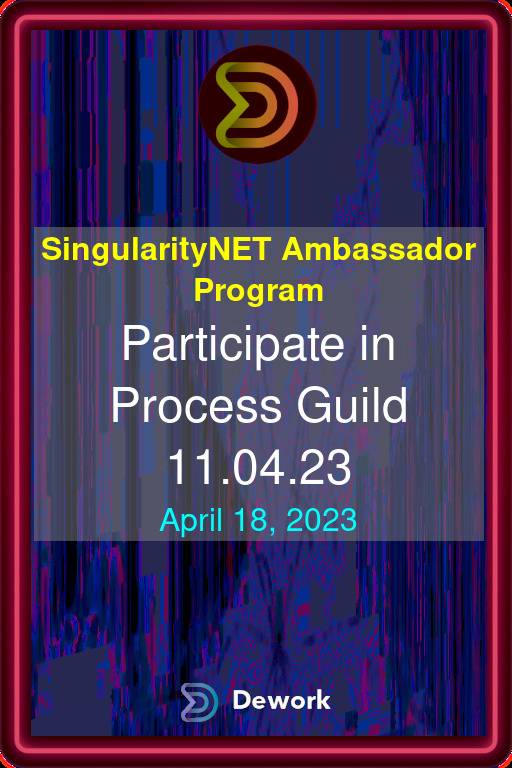 SingularityNET Ambassador
Program
Participate in
Process Guild
11.04.23
April 18, 2023
Dework